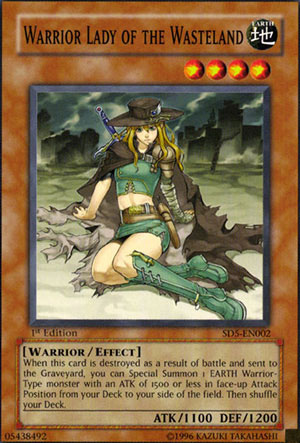 WARRIOR LADY OF THE WASTELAND
EARTH
地
1st Edition
SD5-EN002
[WARRIOR / EFFECT]
When this card is destroyed as a result of battle and sent to
the Graveyard, you can Special Summon 1 EARTH Warrior-
Type monster with an ATK of 1500 or less in face-up Attack
Position from your Deck to your side of the field. Then shuffle
your Deck.
ATK/1100 DEF/1200
05438492
©1996 KAZUKI TAKAHASHI